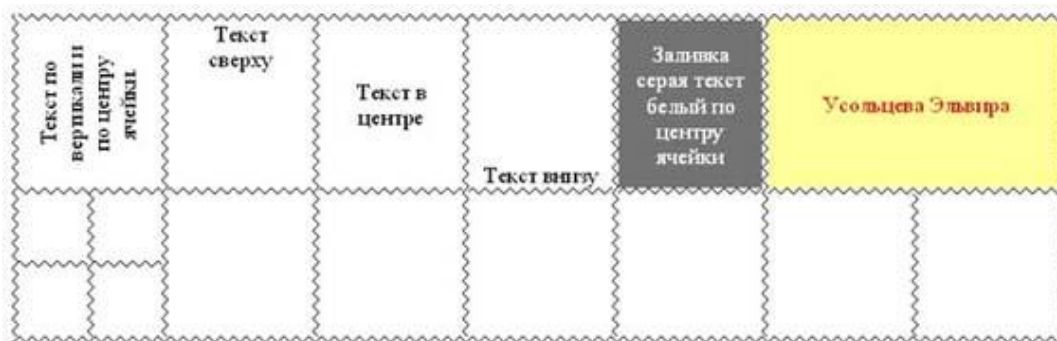 Текст по
вертикали и
по центру
ячейки.
Текст
сверху
Текст в
центре
Текст внизу
Заливка
серая текст
белый по
центру
ячейки
Усольцева Эльвира